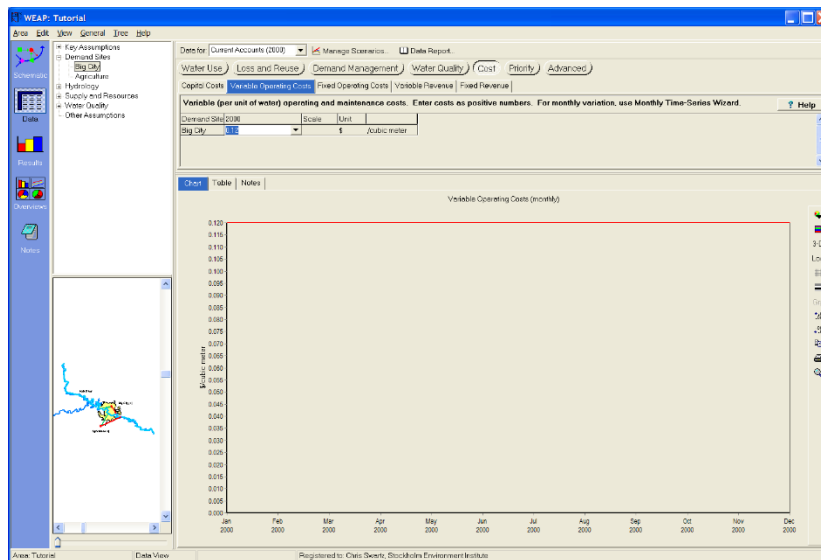 WEAP: Tutorial
Area Edit View General Tree Help
Schematic
Data
Results
Overviews
Notes
Key Assumptions
Demand Sites
Big City
Agriculture
Hydrology
Supply and Resources
Water Quality
Other Assumptions
Data for: Current Accounts (2000) Manage Scenarios... Data Report...
Water Use Loss and Reuse Demand Management Water Quality Cost Priority Advanced
Capital Costs Variable Operating Costs Fixed Operating Costs Variable Revenue Fixed Revenue
Variable (per unit of water) operating and maintenance costs. Enter costs as positive numbers. For monthly variation, use Monthly Time-Series Wizard.
? Help
Demand Site 2000 Scale Unit
Big City 0.12 $ /cubic meter
Chart Table Notes
Variable Operating Costs (monthly)
0.120
0.115
0.110
0.105
0.100
0.095
0.090
0.085
0.080
0.075
0.070
0.065
0.060
0.055
0.050
0.045
0.040
0.035
0.030
0.025
0.020
0.015
0.010
0.005
0.000
$/cubic meter
Jan Feb Mar Apr May Jun Jul Aug Sep Oct Nov Dec
2000 2000 2000 2000 2000 2000 2000 2000 2000 2000 2000 2000
3-D
Area: Tutorial Data View Registered to: Chris Swartz, Stockholm Environment Institute